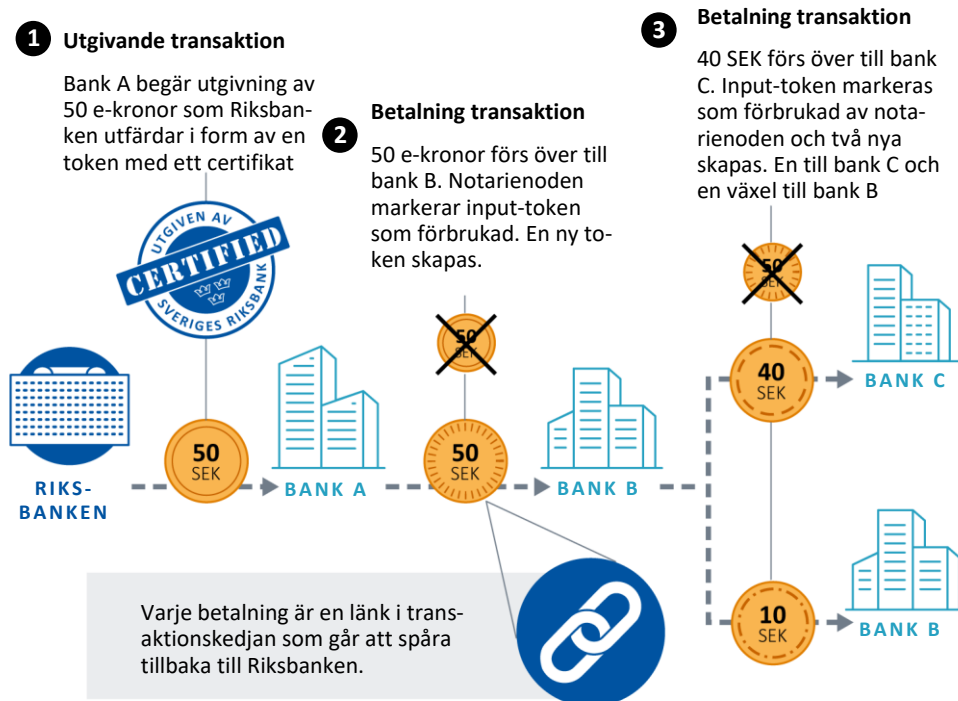 1 Utgivande transaktion
Bank A begär utgivning av
50 e-kronor som Riksban-
ken utfärdar i form av en
token med ett certifikat
2 Betalning transaktion
50 e-kronor förs över till
bank B. Notarienoden
markerar input-token
som förbrukad. En ny to-
ken skapas.
3 Betalning transaktion
40 SEK förs över till bank
C. Input-token markeras
som förbrukad av nota-
rienoden och två nya
skapas. En till bank C och
en växel till bank B
UTGIVEN AV
CERTIFIED
SVERIGES RIKSBANK
50
SEK
50
SEK
40
SEK
BANK C
RIKS-
BANKEN
50
SEK
BANK A
50
SEK
BANK B
10
SEK
BANK B
Varje betalning är en länk i trans-
aktionskedjan som går att spåra
tillbaka till Riksbanken.